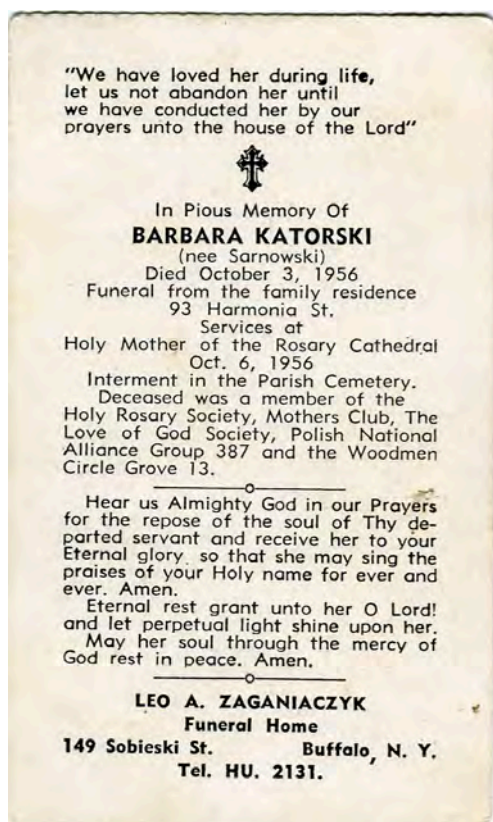 "We have loved her during life,
let us not abandon her until
we have conducted her by our
prayers unto the house of the Lord"
In Pious Memory Of
BARBARA KATORSKI
(nee Sarnowski)
Died October 3, 1956
Funeral from the family residence
93 Harmonia St.
Services at
Holy Mother of the Rosary Cathedral
Oct. 6, 1956
Interment in the Parish Cemetery.
Deceased was a member of the
Holy Rosary Society, Mothers Club, The
Love of God Society, Polish National
Alliance Group 387 and the Woodmen
Circle Grove 13.
Hear us Almighty God in our Prayers
for the repose of the soul of Thy de-
parted servant and receive her to your
Eternal glory so that she may sing the
praises of your Holy name for ever and
ever. Amen.
Eternal rest grant unto her O Lord!
and let perpetual light shine upon her.
May her soul through the mercy of
God rest in peace. Amen.
LEO A. ZAGANIACZYK
Funeral Home
149 Sobieski St. Buffalo, N. Y.
Tel. HU. 2131.